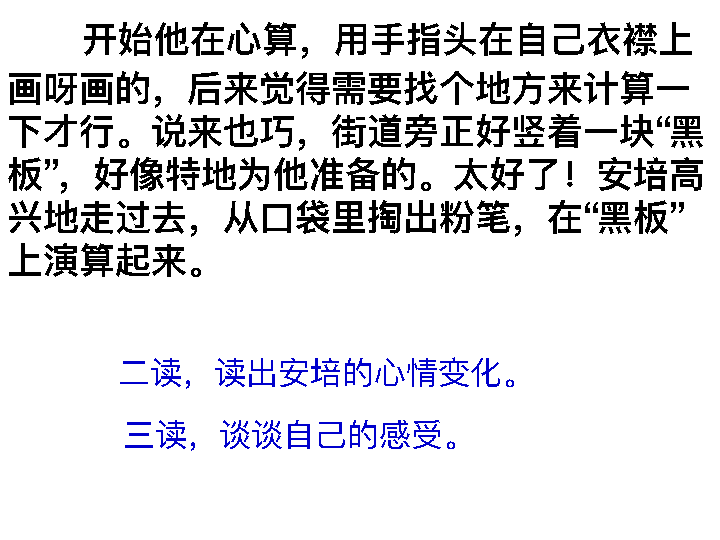 开始他在心算，用手指头在自己衣襟上
画呀画的，后来觉得需要找个地方来计算一
下才行。说来也巧，街道旁正好竖着一块“黑
板”，好像特地为他准备的。太好了！安培高
兴地走过去，从口袋里掏出粉笔，在“黑板”
上演算起来。
二读，读出安培的心情变化。
三读，谈谈自己的感受。